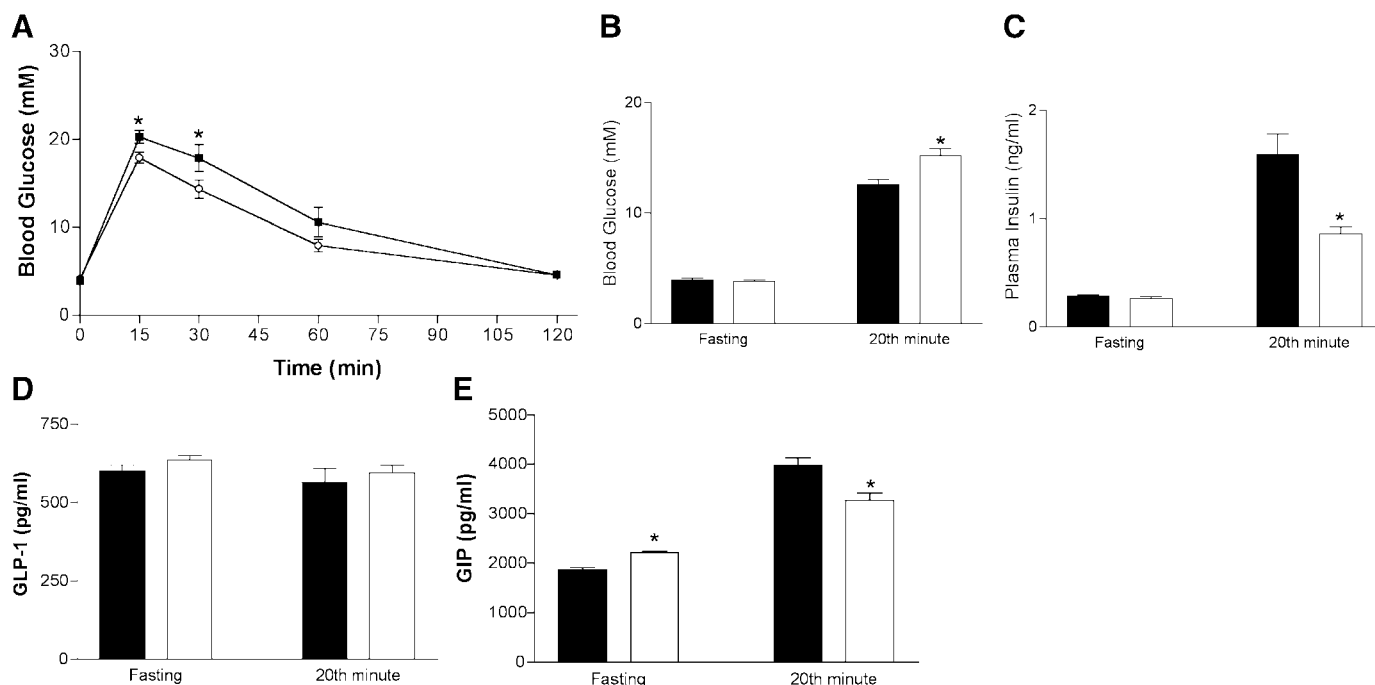 A
Blood Glucose (mM)
30
20
10
0
* *
0 15 30 45 60 75 90 105 120
Time (min)
B
Blood Glucose (mM)
20
10
0
*
Fasting 20th minute
C
Plasma Insulin (ng/ml)
2
1
0
*
Fasting 20th minute
D
GLP-1 (pg/ml)
750
500
250
0
Fasting 20th minute
E
GIP (pg/ml)
5000
4000
3000
2000
1000
0
* *
Fasting 20th minute